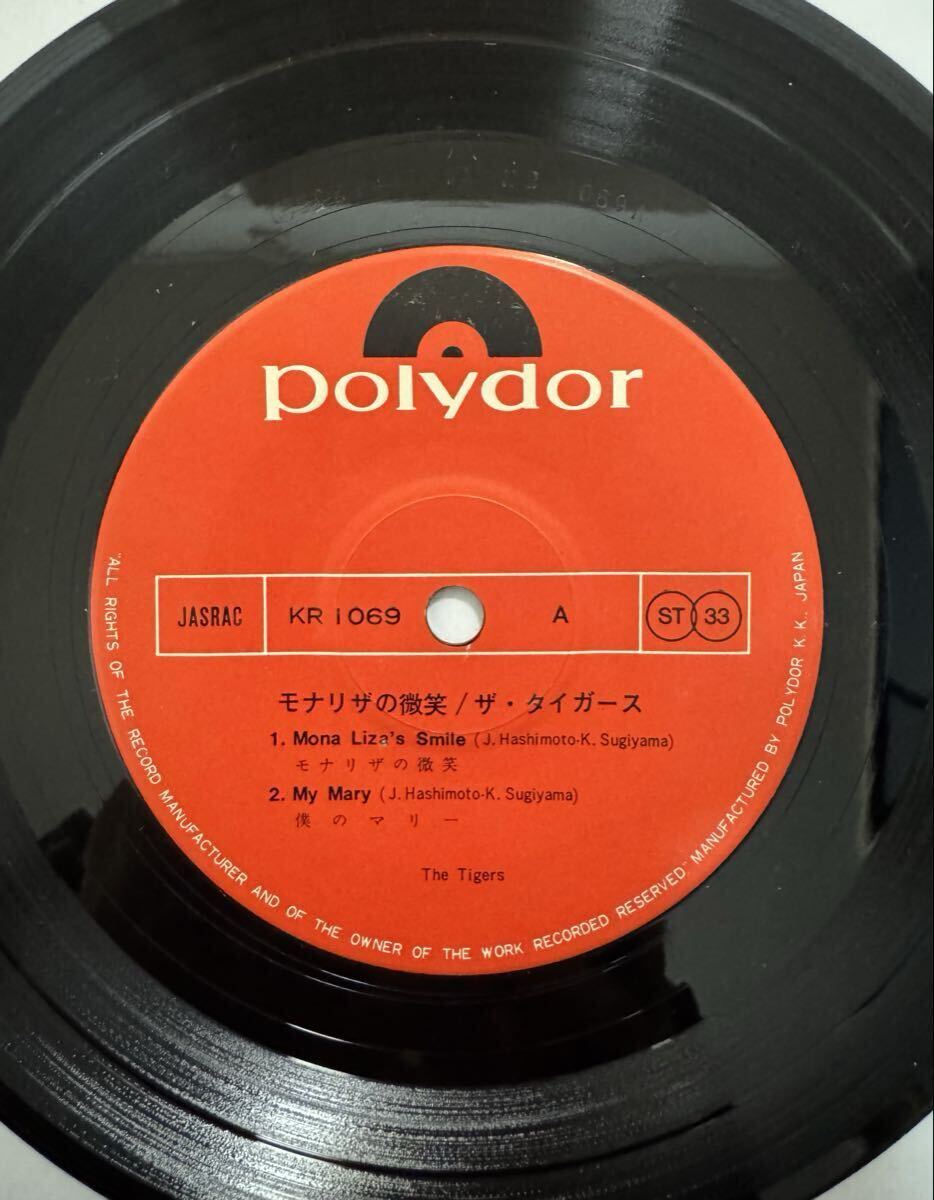 polydor
JASRAC KR 1069 A ST 33
モナリザの微笑 / ザ・タイガース
1. Mona Liza's Smile (J. Hashimoto-K. Sugiyama)
モナリザの微笑
2. My Mary (J. Hashimoto-K. Sugiyama)
僕のマリー
The Tigers
"ALL RIGHTS OF THE RECORD MANUFACTURER AND OF THE OWNER OF THE WORK RECORDED RESERVED." MANUFACTURED BY POLYDOR K. K., JAPAN